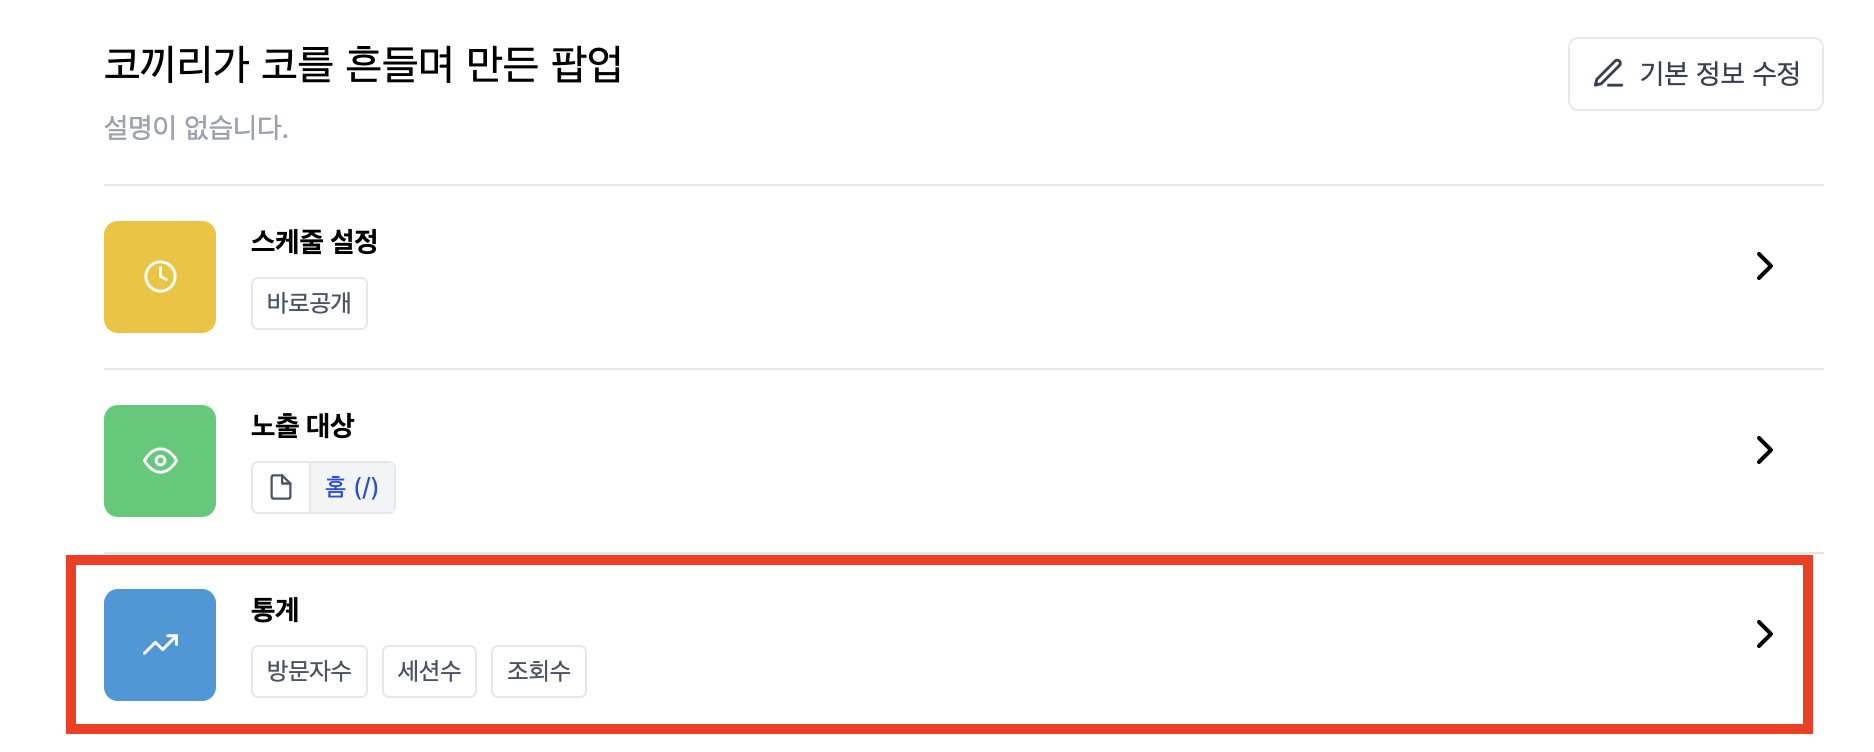 코끼리가 코를 흔들며 만든 팝업
기본 정보 수정
설명이 없습니다.
스케줄 설정
바로공개
노출 대상
홈 (/)
통계
방문자수 세션수 조회수